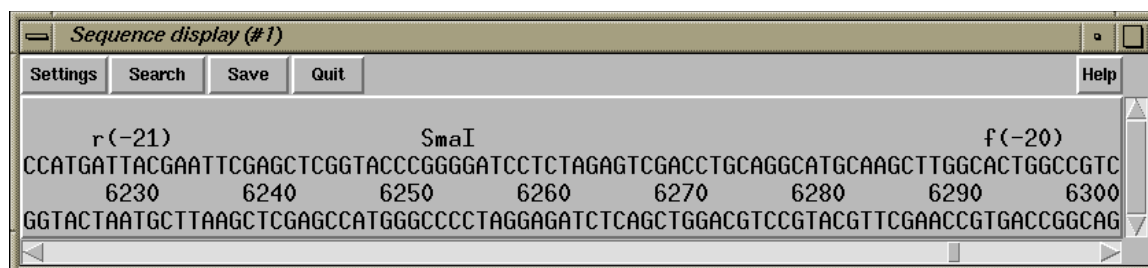 Sequence display (#1)
Settings Search Save Quit Help
r(-21) SmaI f(-20)
CCATGATTACGAATTCGAGCTCGGTACCCGGGGATCCTCTAGAGTCGACCTGCAGGCATGCAAGCTTGGCACTGGCCGTC
6230 6240 6250 6260 6270 6280 6290 6300
GGTACTAATGCTTAAGCTCGAGCCATGGGCCCCTAGGAGATCTCAGCTGGACGTCCGTACGTTCGAACCGTGACCGGCAG